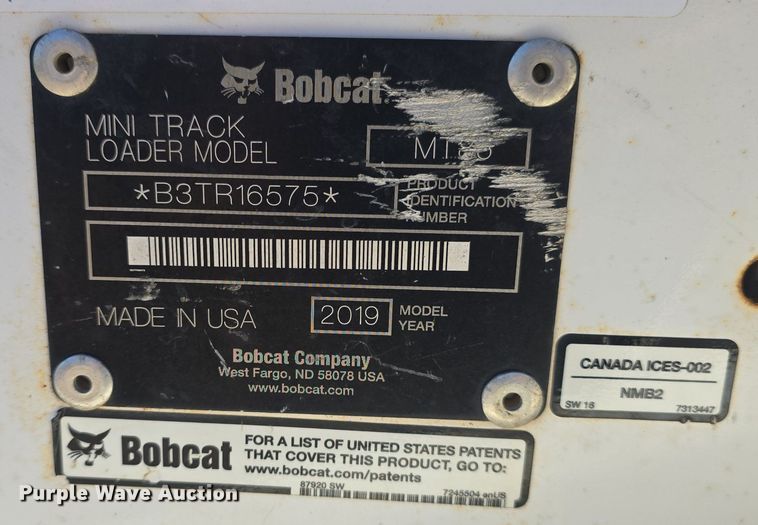 Bobcat
MINI TRACK
LOADER MODEL
*B3TR16575*
PRODUCT
IDENTIFICATION
NUMBER
MADE IN USA
2019
MODEL
YEAR
Bobcat Company
West Fargo, ND 58078 USA
www.bobcat.com
CANADA ICES-002
NMB2
SW 16
7313447
Bobcat
FOR A LIST OF UNITED STATES PATENTS
THAT COVER THIS PRODUCT, GO TO:
www.bobcat.com/patents
87920 SW
7245504 enUS
Purple Wave Auction